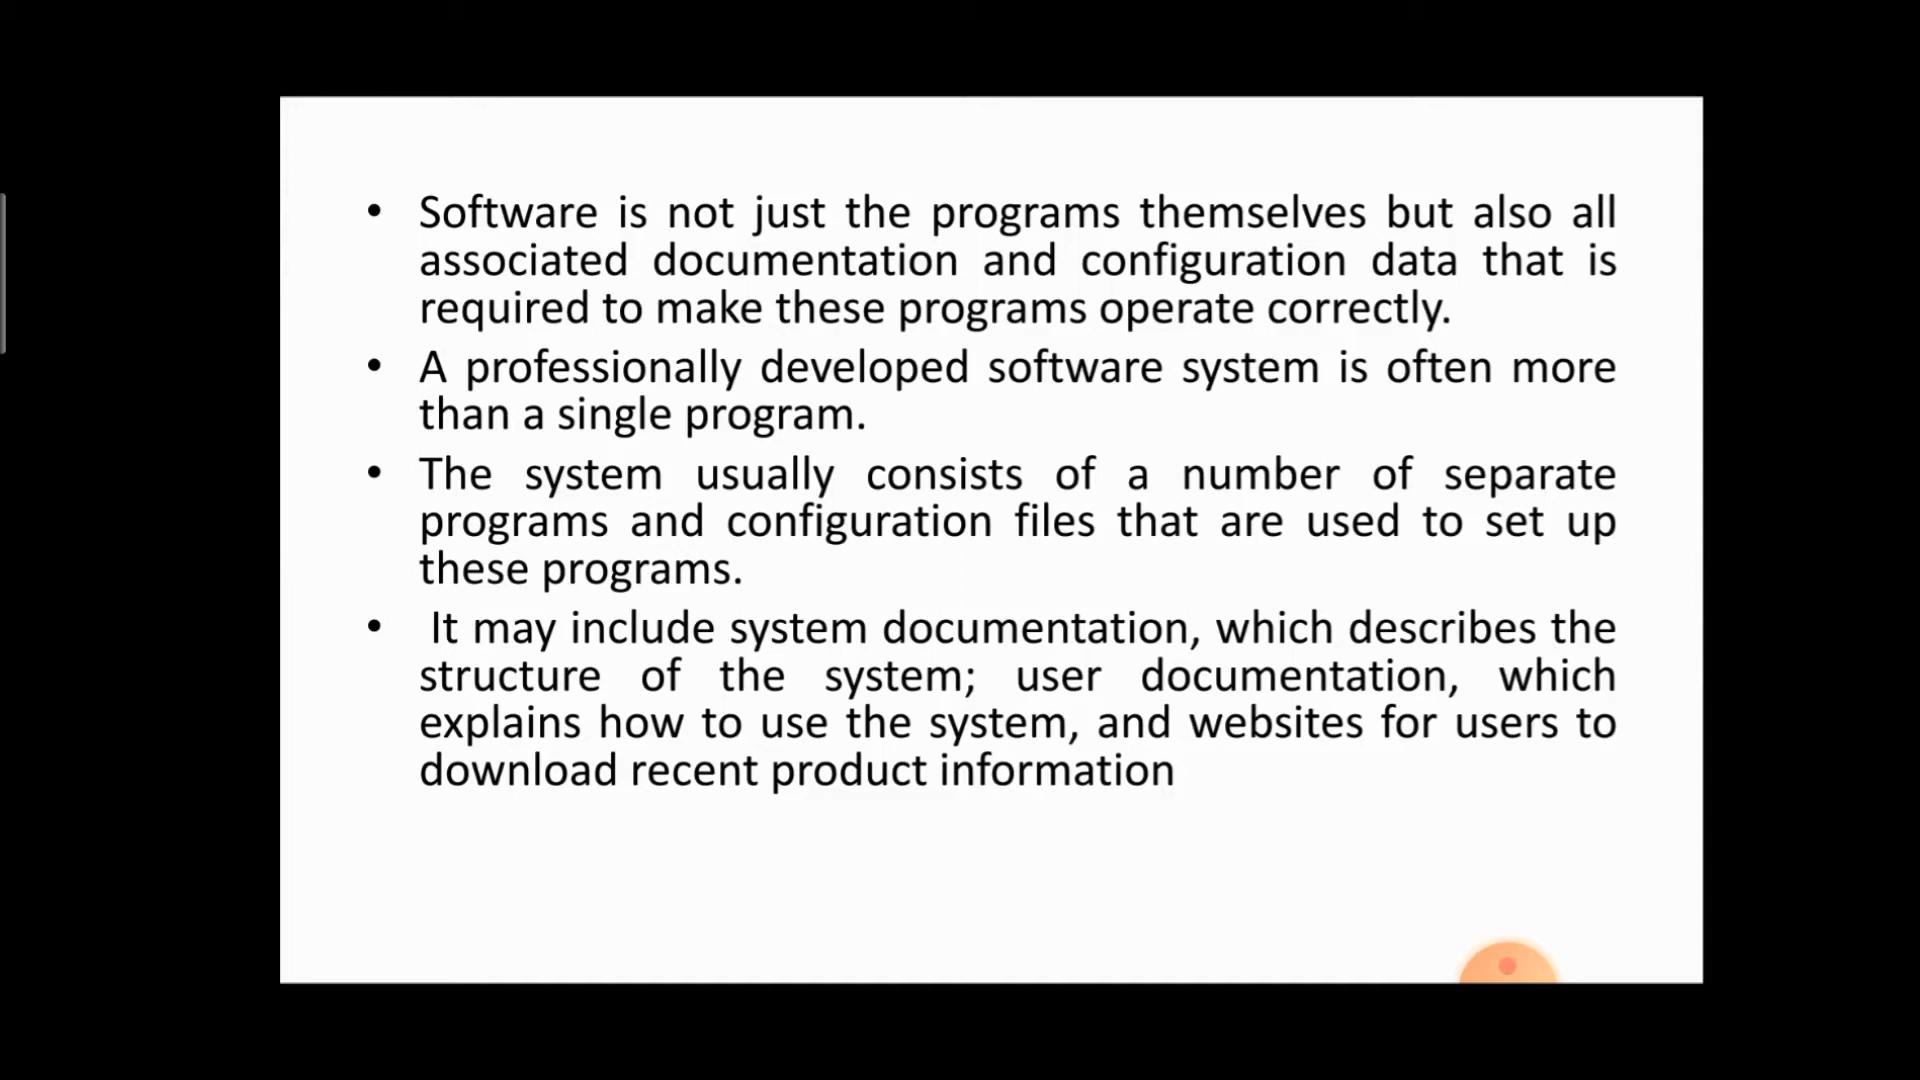 • Software is not just the programs themselves but also all
associated documentation and configuration data that is
required to make these programs operate correctly.
• A professionally developed software system is often more
than a single program.
• The system usually consists of a number of separate
programs and configuration files that are used to set up
these programs.
• It may include system documentation, which describes the
structure of the system; user documentation, which
explains how to use the system, and websites for users to
download recent product information